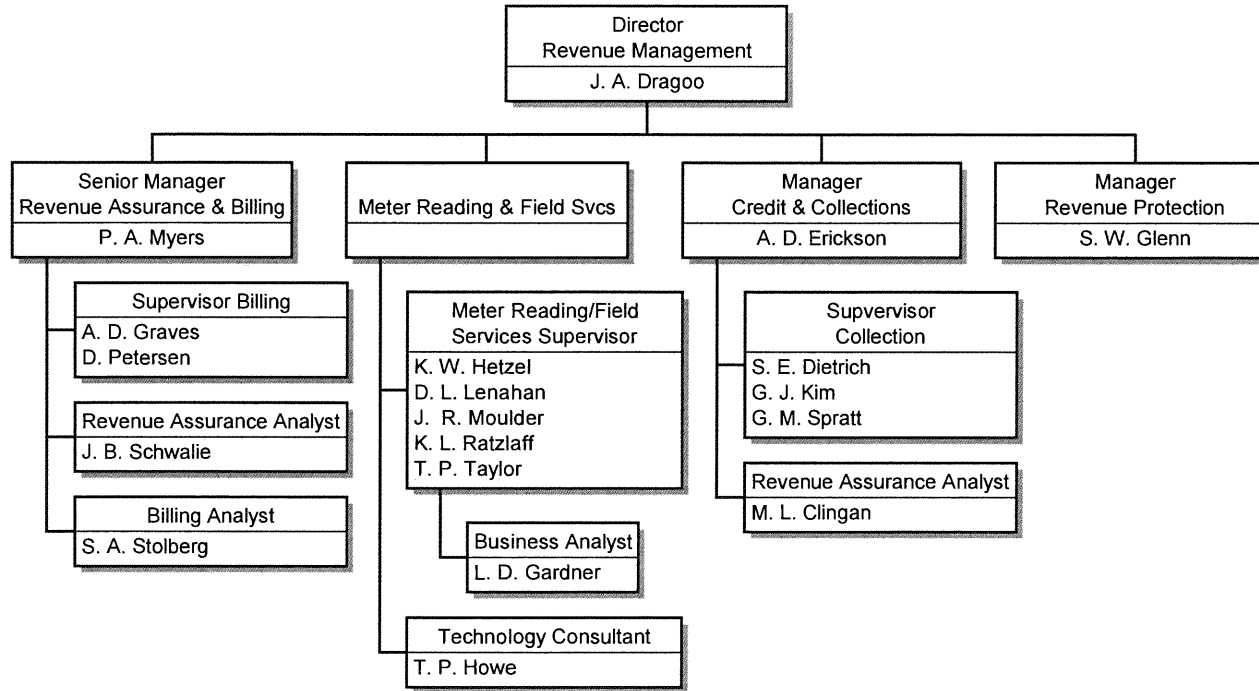 Director
Revenue Management
J. A. Dragoo
Senior Manager
Revenue Assurance & Billing
P. A. Myers
Supervisor Billing
A. D. Graves
D. Petersen
Revenue Assurance Analyst
J. B. Schwalie
Billing Analyst
S. A. Stolberg
Meter Reading & Field Svcs
Meter Reading/Field
Services Supervisor
K. W. Hetzel
D. L. Lenahan
J. R. Moulder
K. L. Ratzlaff
T. P. Taylor
Business Analyst
L. D. Gardner
Technology Consultant
T. P. Howe
Manager
Credit & Collections
A. D. Erickson
Supvervisor
Collection
S. E. Dietrich
G. J. Kim
G. M. Spratt
Revenue Assurance Analyst
M. L. Clingan
Manager
Revenue Protection
S. W. Glenn